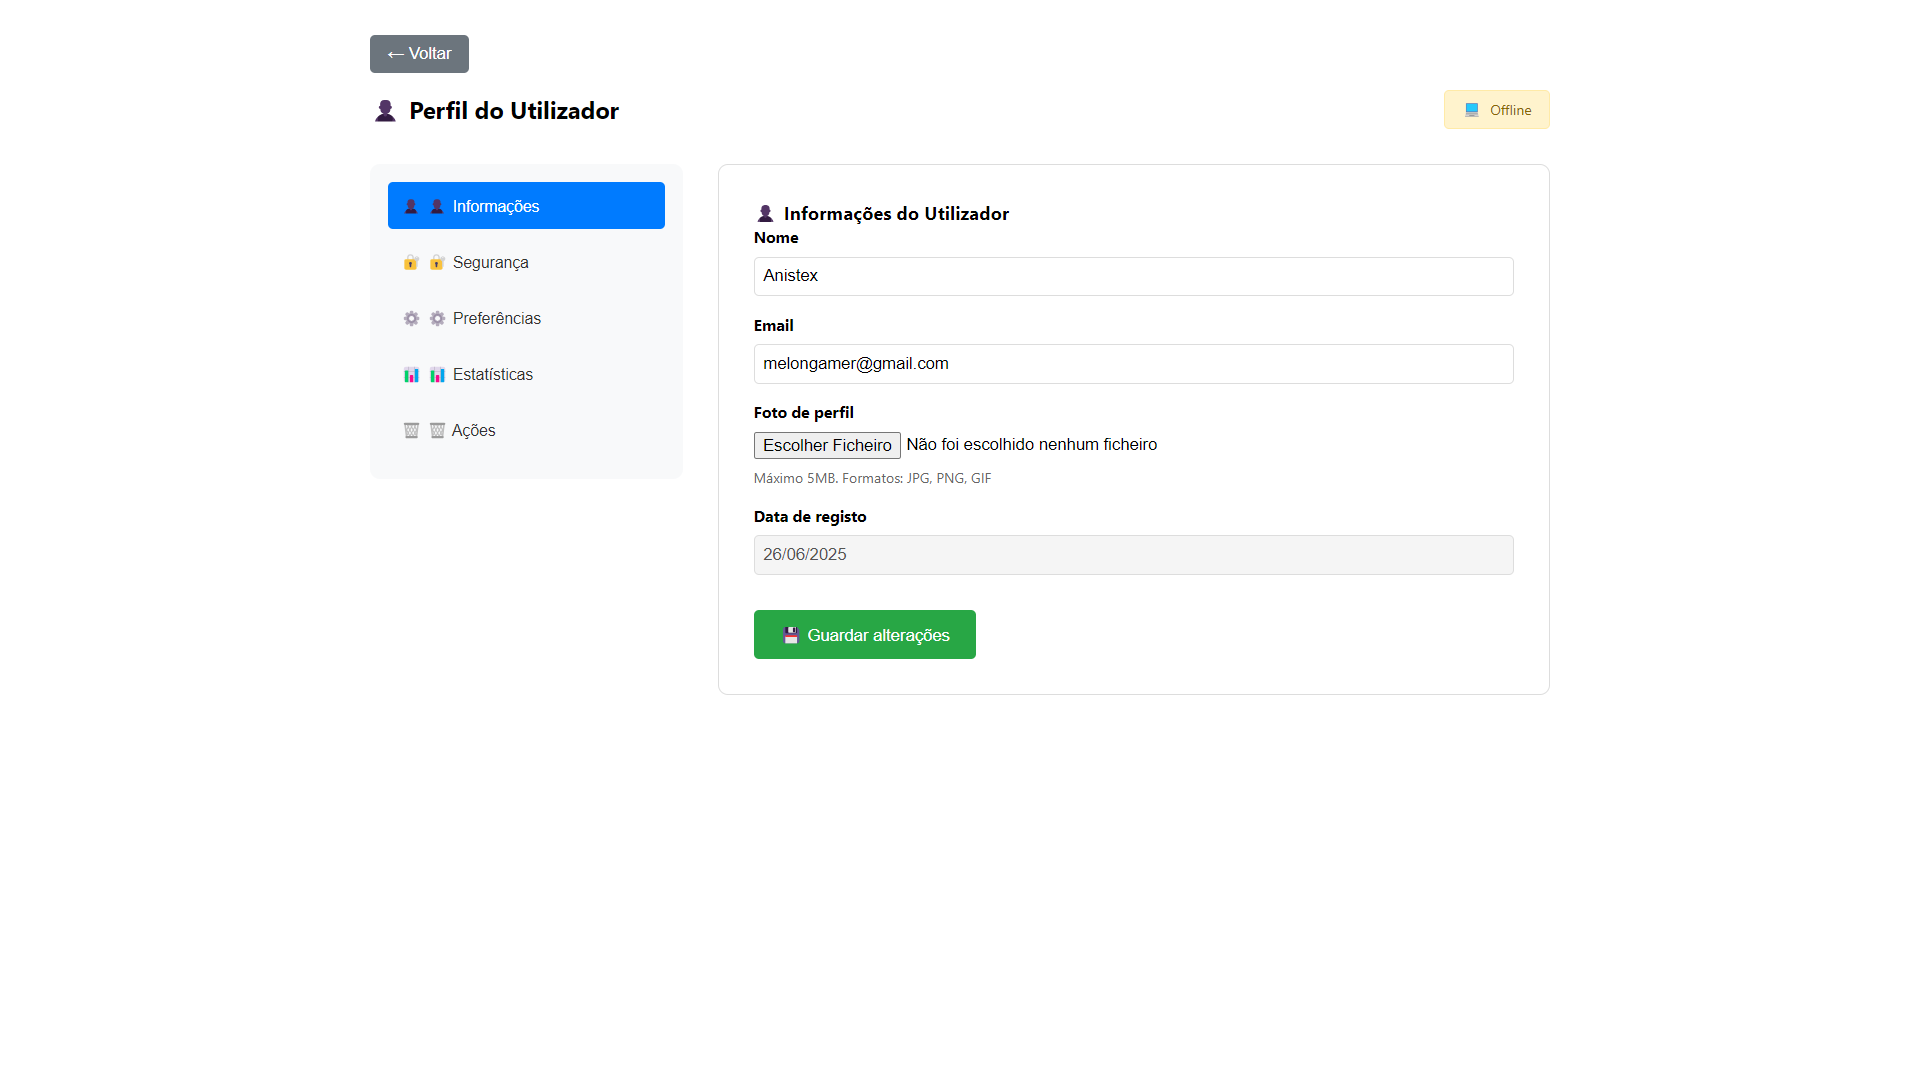 ← Voltar
Perfil do Utilizador
Offline
Informações
Segurança
Preferências
Estatísticas
Ações
Informações do Utilizador
Nome
Anistex
Email
melongamer@gmail.com
Foto de perfil
Escolher Ficheiro Não foi escolhido nenhum ficheiro
Máximo 5MB. Formatos: JPG, PNG, GIF
Data de registo
26/06/2025
Guardar alterações